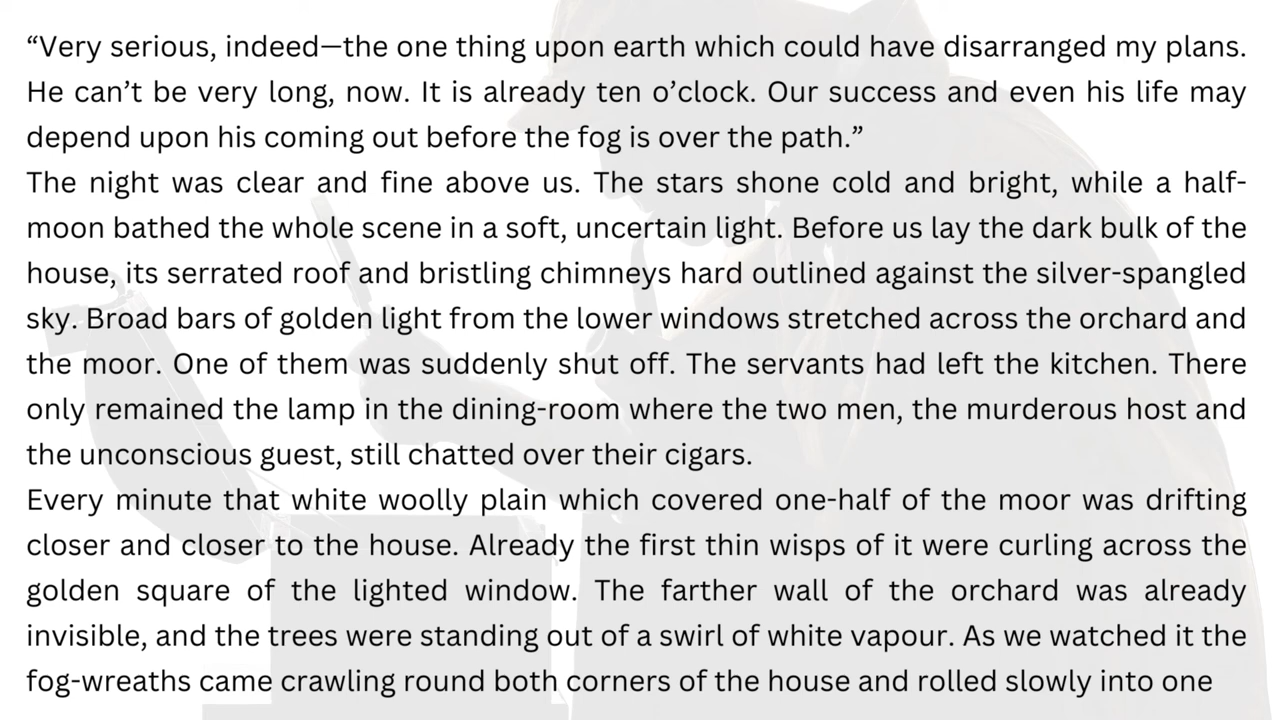 “Very serious, indeed—the one thing upon earth which could have disarranged my plans.
He can’t be very long, now. It is already ten o’clock. Our success and even his life may
depend upon his coming out before the fog is over the path.”
The night was clear and fine above us. The stars shone cold and bright, while a half-
moon bathed the whole scene in a soft, uncertain light. Before us lay the dark bulk of the
house, its serrated roof and bristling chimneys hard outlined against the silver-spangled
sky. Broad bars of golden light from the lower windows stretched across the orchard and
the moor. One of them was suddenly shut off. The servants had left the kitchen. There
only remained the lamp in the dining-room where the two men, the murderous host and
the unconscious guest, still chatted over their cigars.
Every minute that white woolly plain which covered one-half of the moor was drifting
closer and closer to the house. Already the first thin wisps of it were curling across the
golden square of the lighted window. The farther wall of the orchard was already
invisible, and the trees were standing out of a swirl of white vapour. As we watched it the
fog-wreaths came crawling round both corners of the house and rolled slowly into one